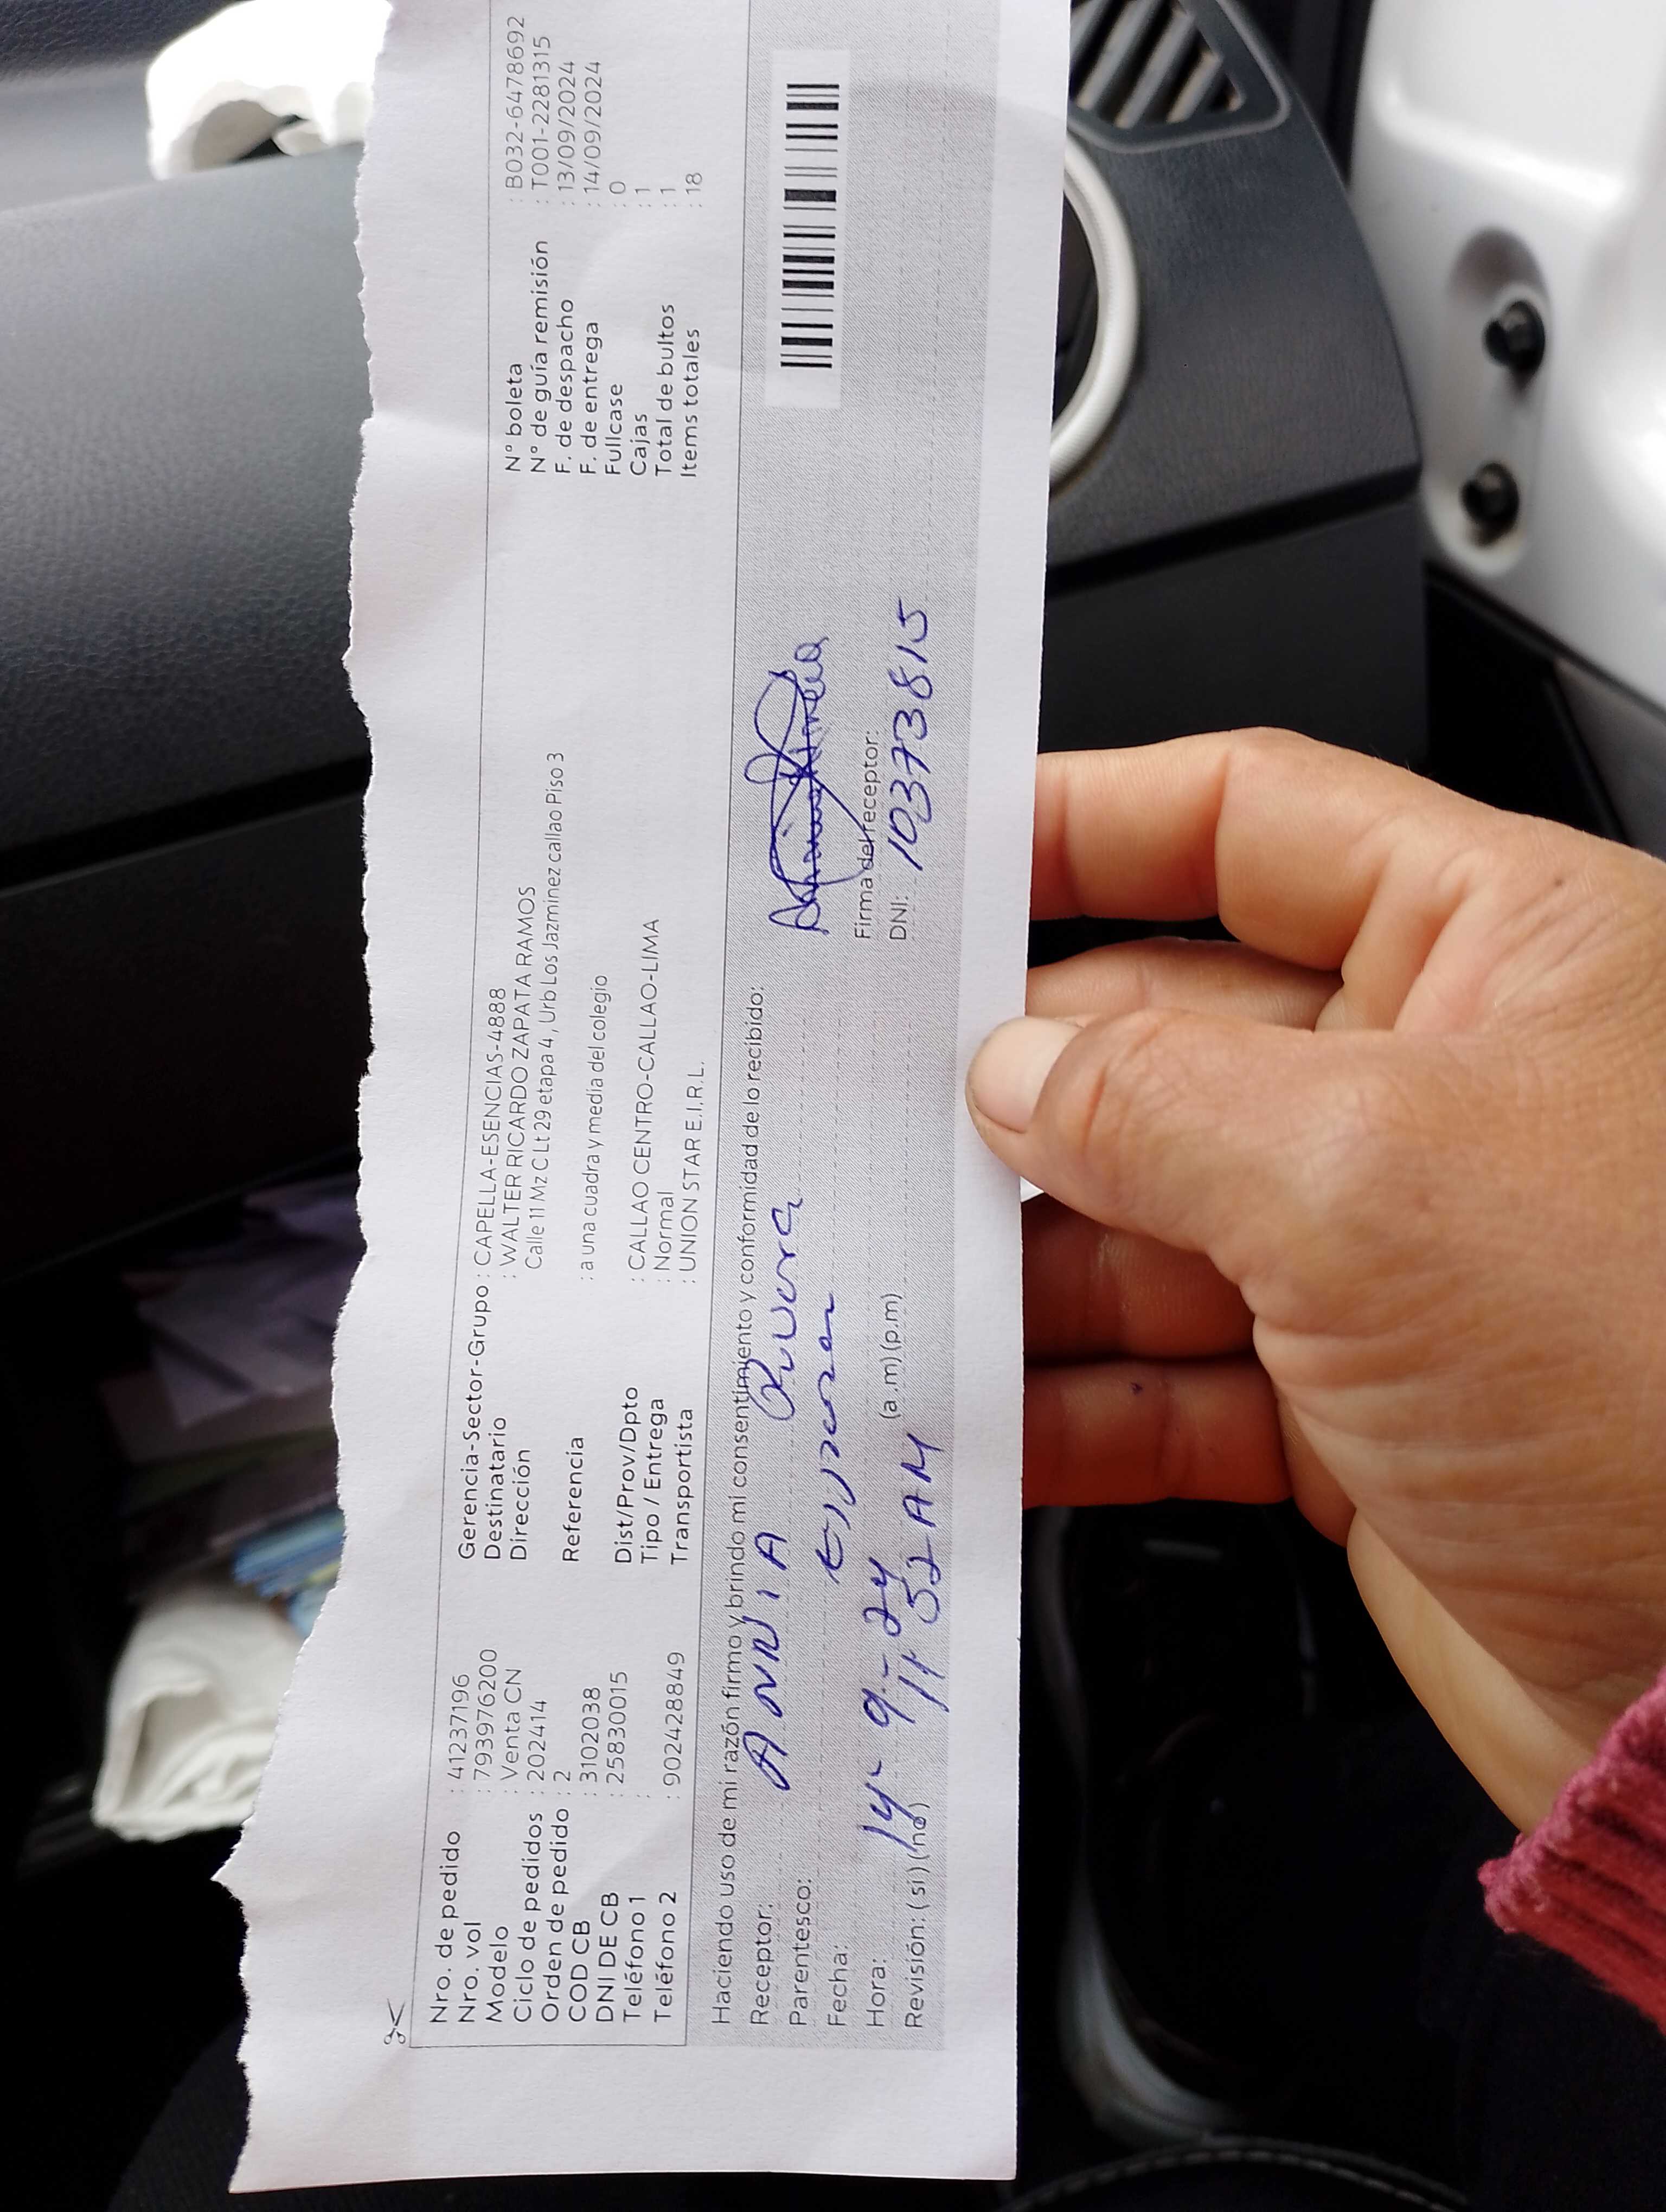 Nro. de pedido : 41237196
Nro. vol : 7939976200
Modelo : Venta CN
Ciclo de pedidos : 202414
Orden de pedido : 2
COD CB : 3102038
DNI DE CB : 25830015
Teléfono 1 :
Teléfono 2 : 902428849
Gerencia-Sector-Grupo : CAPELLA-ESENCIAS-4888
Destinatario : WALTER RICARDO ZAPATA RAMOS
Dirección Calle 11 Mz C Lt 29 etapa 4 , Urb Los Jazminez callao Piso 3
Referencia : a una cuadra y media del colegio
Dist/Prov/Dpto : CALLAO CENTRO-CALLAO-LIMA
Tipo / Entrega : Normal
Transportista : UNION STAR E.I.R.L.
N° boleta : B032-6478692
N° de guía remisión : T001-2281315
F. de despacho : 13/09/2024
F. de entrega : 14/09/2024
Fullcase : 0
Cajas : 1
Total de bultos : 1
Items totales : 18
Haciendo uso de mi razón firmo y brindo mi consentimiento y conformidad de lo recibido:
Receptor: ANNIA
Parentesco:
Fecha: 14-9-24
Hora: 11 52 AM (a.m) (p.m)
Revisión: (si) (no)
Firma del receptor:
DNI: 10373815